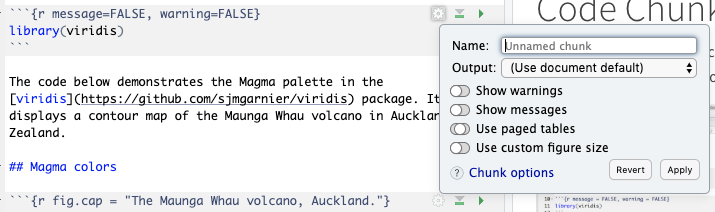 ```{r message=FALSE, warning=FALSE}
library(viridis)
```
The code below demonstrates the Magma palette in the
[viridis](https://github.com/sjmgarnier/viridis) package. It
displays a contour map of the Maunga Whau volcano in Auckland
Zealand.
## Magma colors
```{r fig.cap = "The Maunga Whau volcano, Auckland."}
Code Chunk
Name: Unnamed chunk
Output: (Use document default)
Show warnings
Show messages
Use paged tables
Use custom figure size
? Chunk options
Revert Apply
10 ```{r message = FALSE, warning = FALSE}
11 library(viridis)